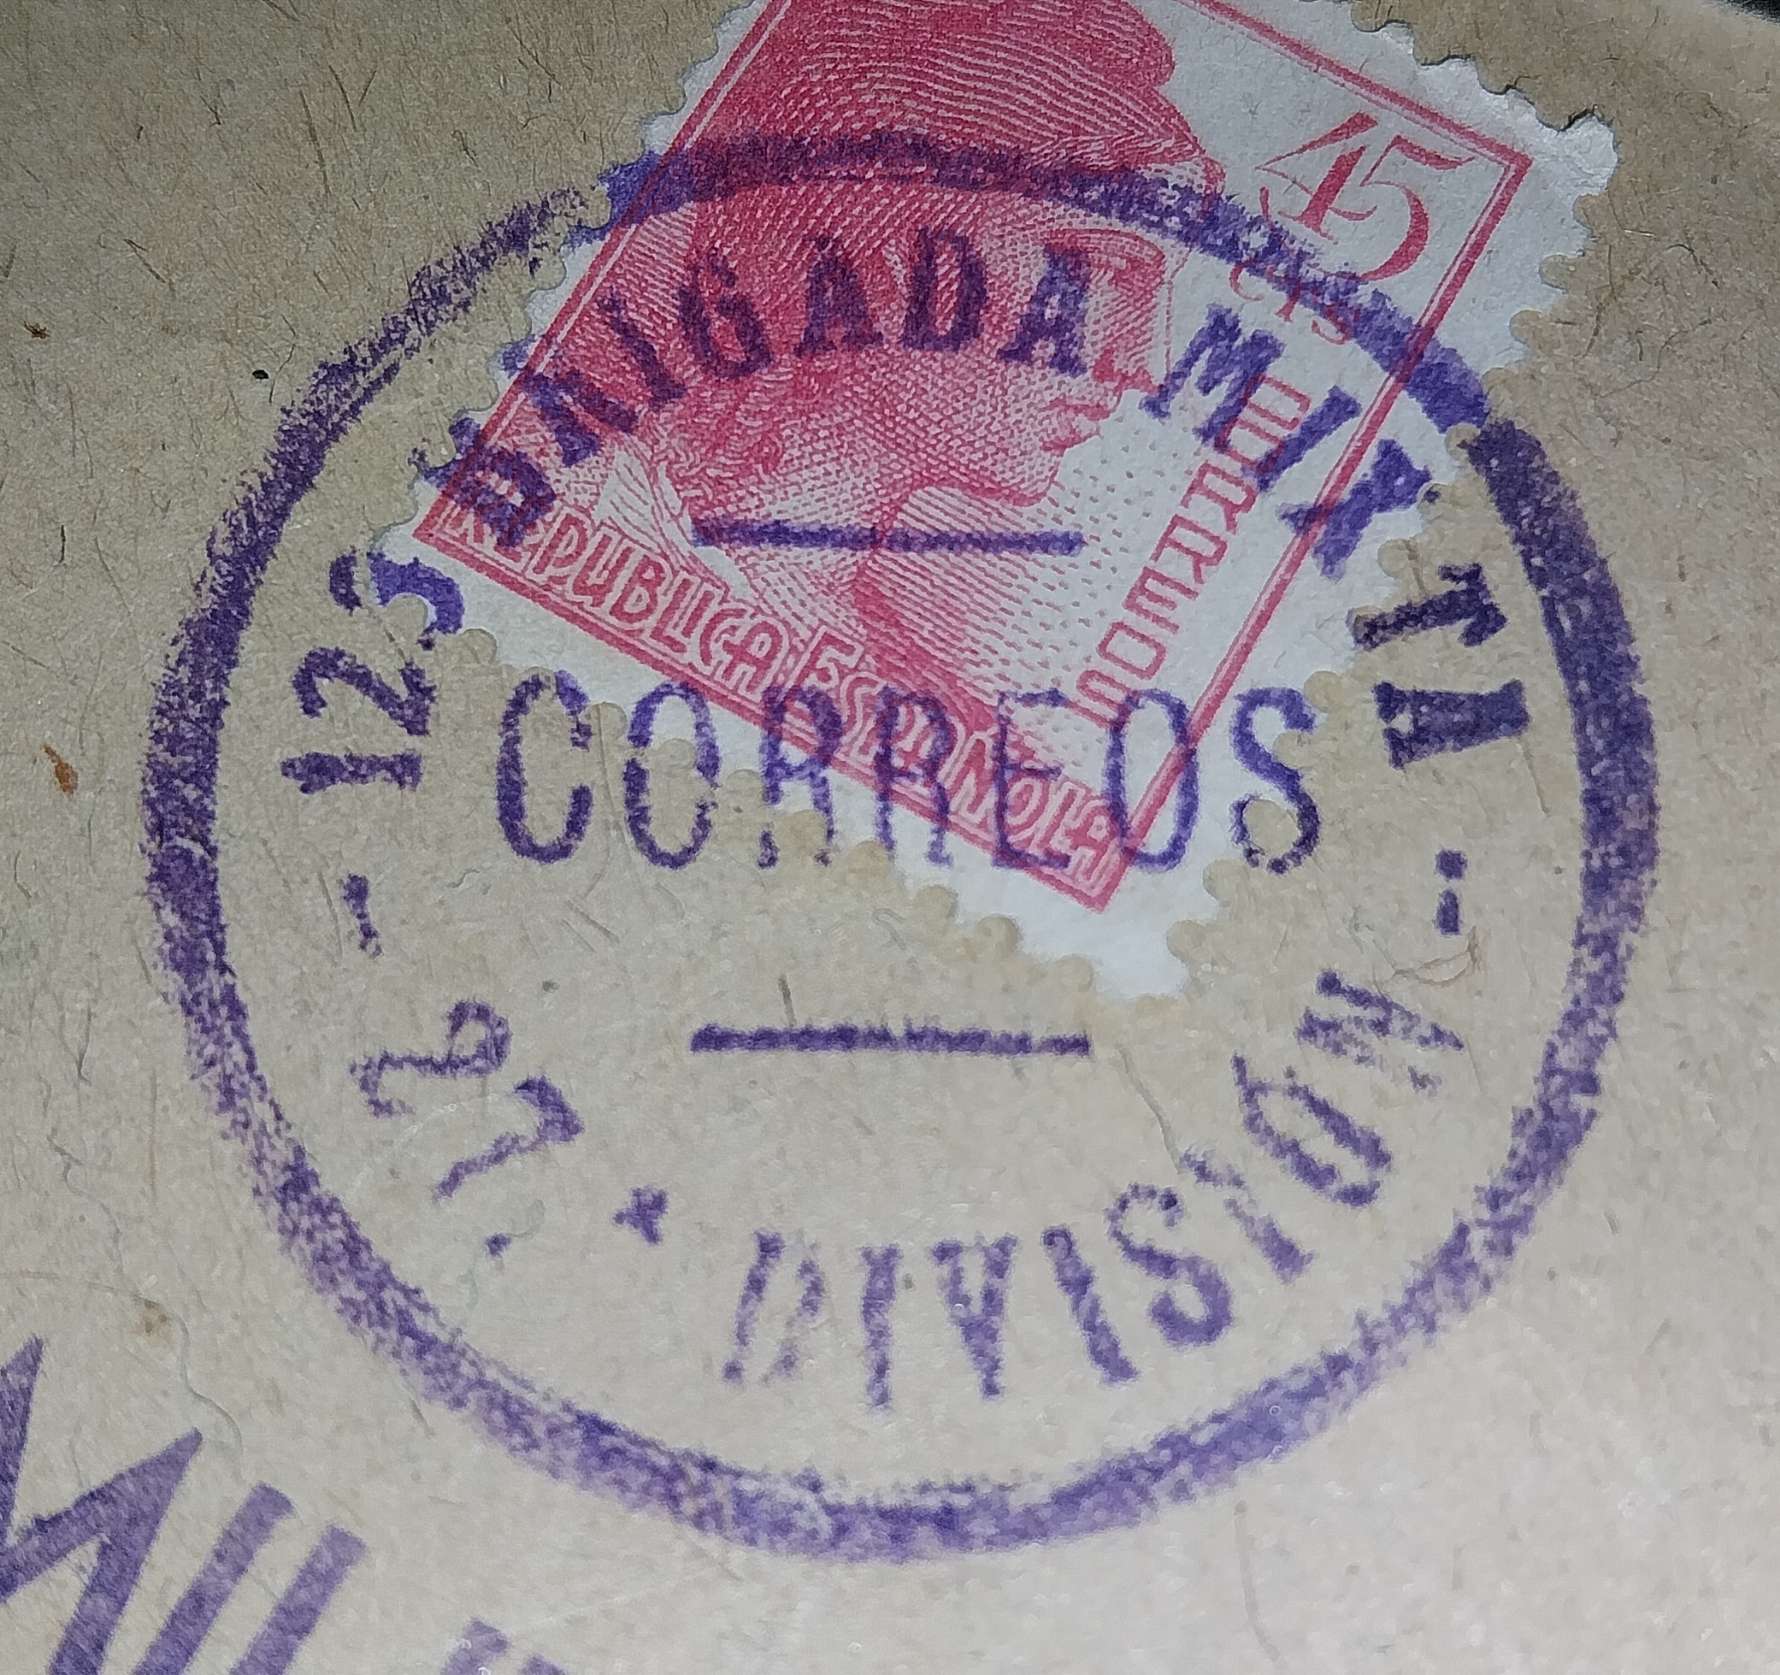 45
CTS
CORREOS
REPUBLICA ESPAÑOLA
- 123 A BRIGADA MIXTA -
CORREOS
27. DIVISION